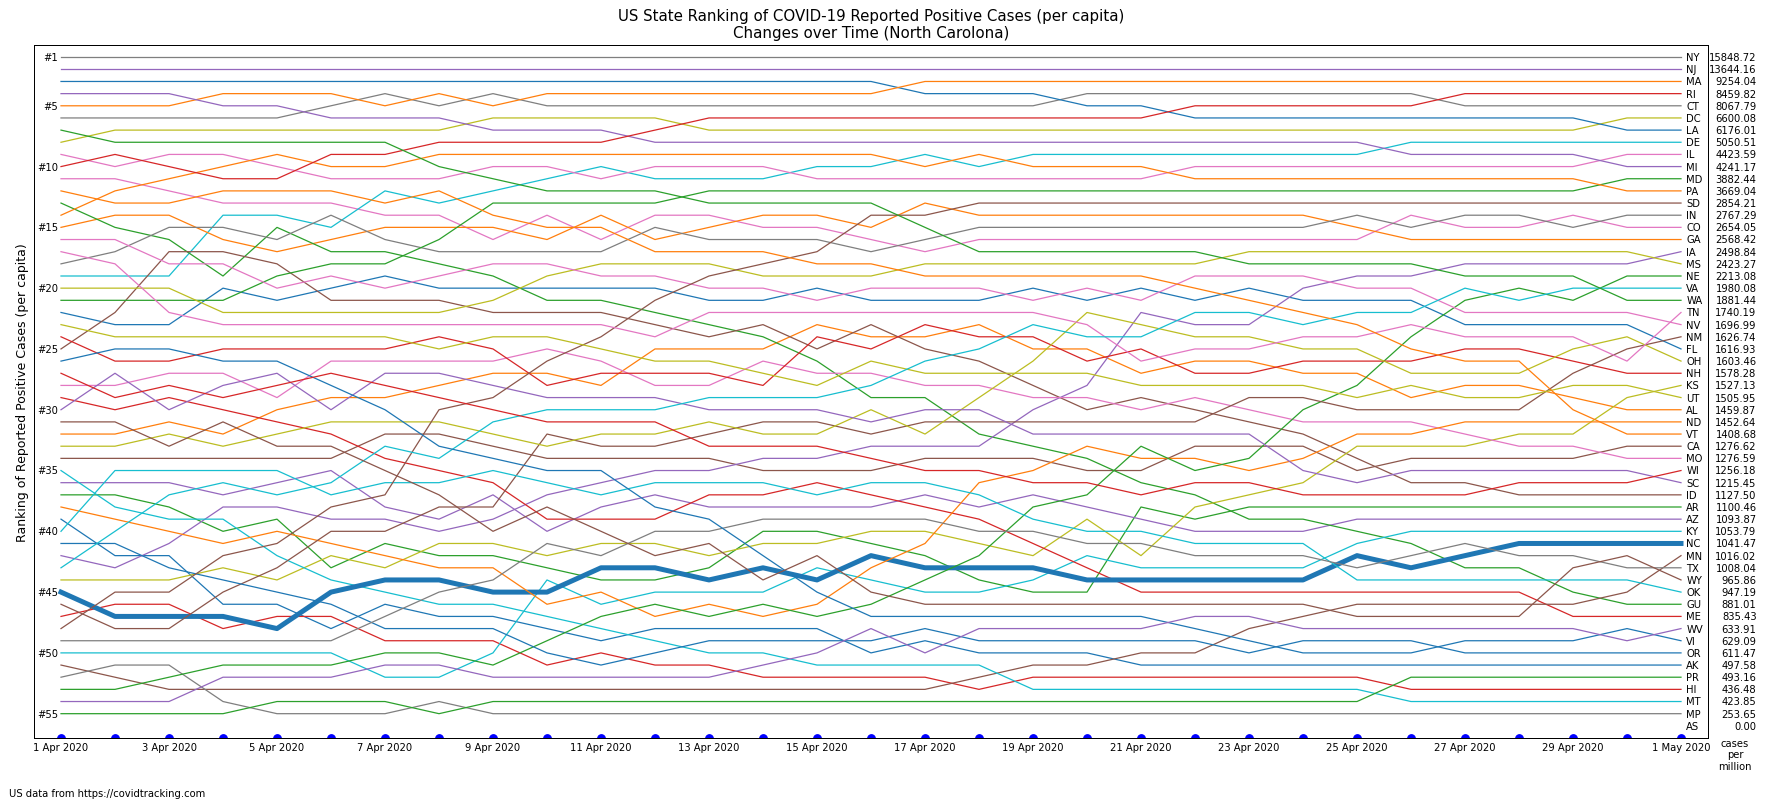 US State Ranking of COVID-19 Reported Positive Cases (per capita)
Changes over Time (North Carolona)
Ranking of Reported Positive Cases (per capita)
#1
#5
#10
#15
#20
#25
#30
#35
#40
#45
#50
#55
NY 15848.72
NJ 13644.16
MA 9254.04
RI 8459.82
CT 8067.79
DC 6600.08
LA 6176.01
DE 5050.51
IL 4423.59
MI 4241.17
MD 3882.44
PA 3669.04
SD 2854.21
IN 2767.29
CO 2654.05
GA 2568.42
IA 2498.84
MS 2423.27
NE 2213.08
VA 1980.08
WA 1881.44
TN 1740.19
NV 1696.99
NM 1626.74
FL 1616.93
OH 1603.46
NH 1578.28
KS 1527.13
UT 1505.95
AL 1459.87
ND 1452.64
VT 1408.68
CA 1276.62
MO 1276.59
WI 1256.18
SC 1215.45
ID 1127.50
AR 1100.46
AZ 1093.87
KY 1053.79
NC 1041.47
MN 1016.02
TX 1008.04
WY 965.86
OK 947.19
GU 881.01
ME 835.43
WV 633.91
VI 629.09
OR 611.47
AK 497.58
PR 493.16
HI 436.48
MT 423.85
MP 253.65
AS 0.00
1 Apr 2020 3 Apr 2020 5 Apr 2020 7 Apr 2020 9 Apr 2020 11 Apr 2020 13 Apr 2020 15 Apr 2020 17 Apr 2020 19 Apr 2020 21 Apr 2020 23 Apr 2020 25 Apr 2020 27 Apr 2020 29 Apr 2020 1 May 2020
cases
per
million
US data from https://covidtracking.com